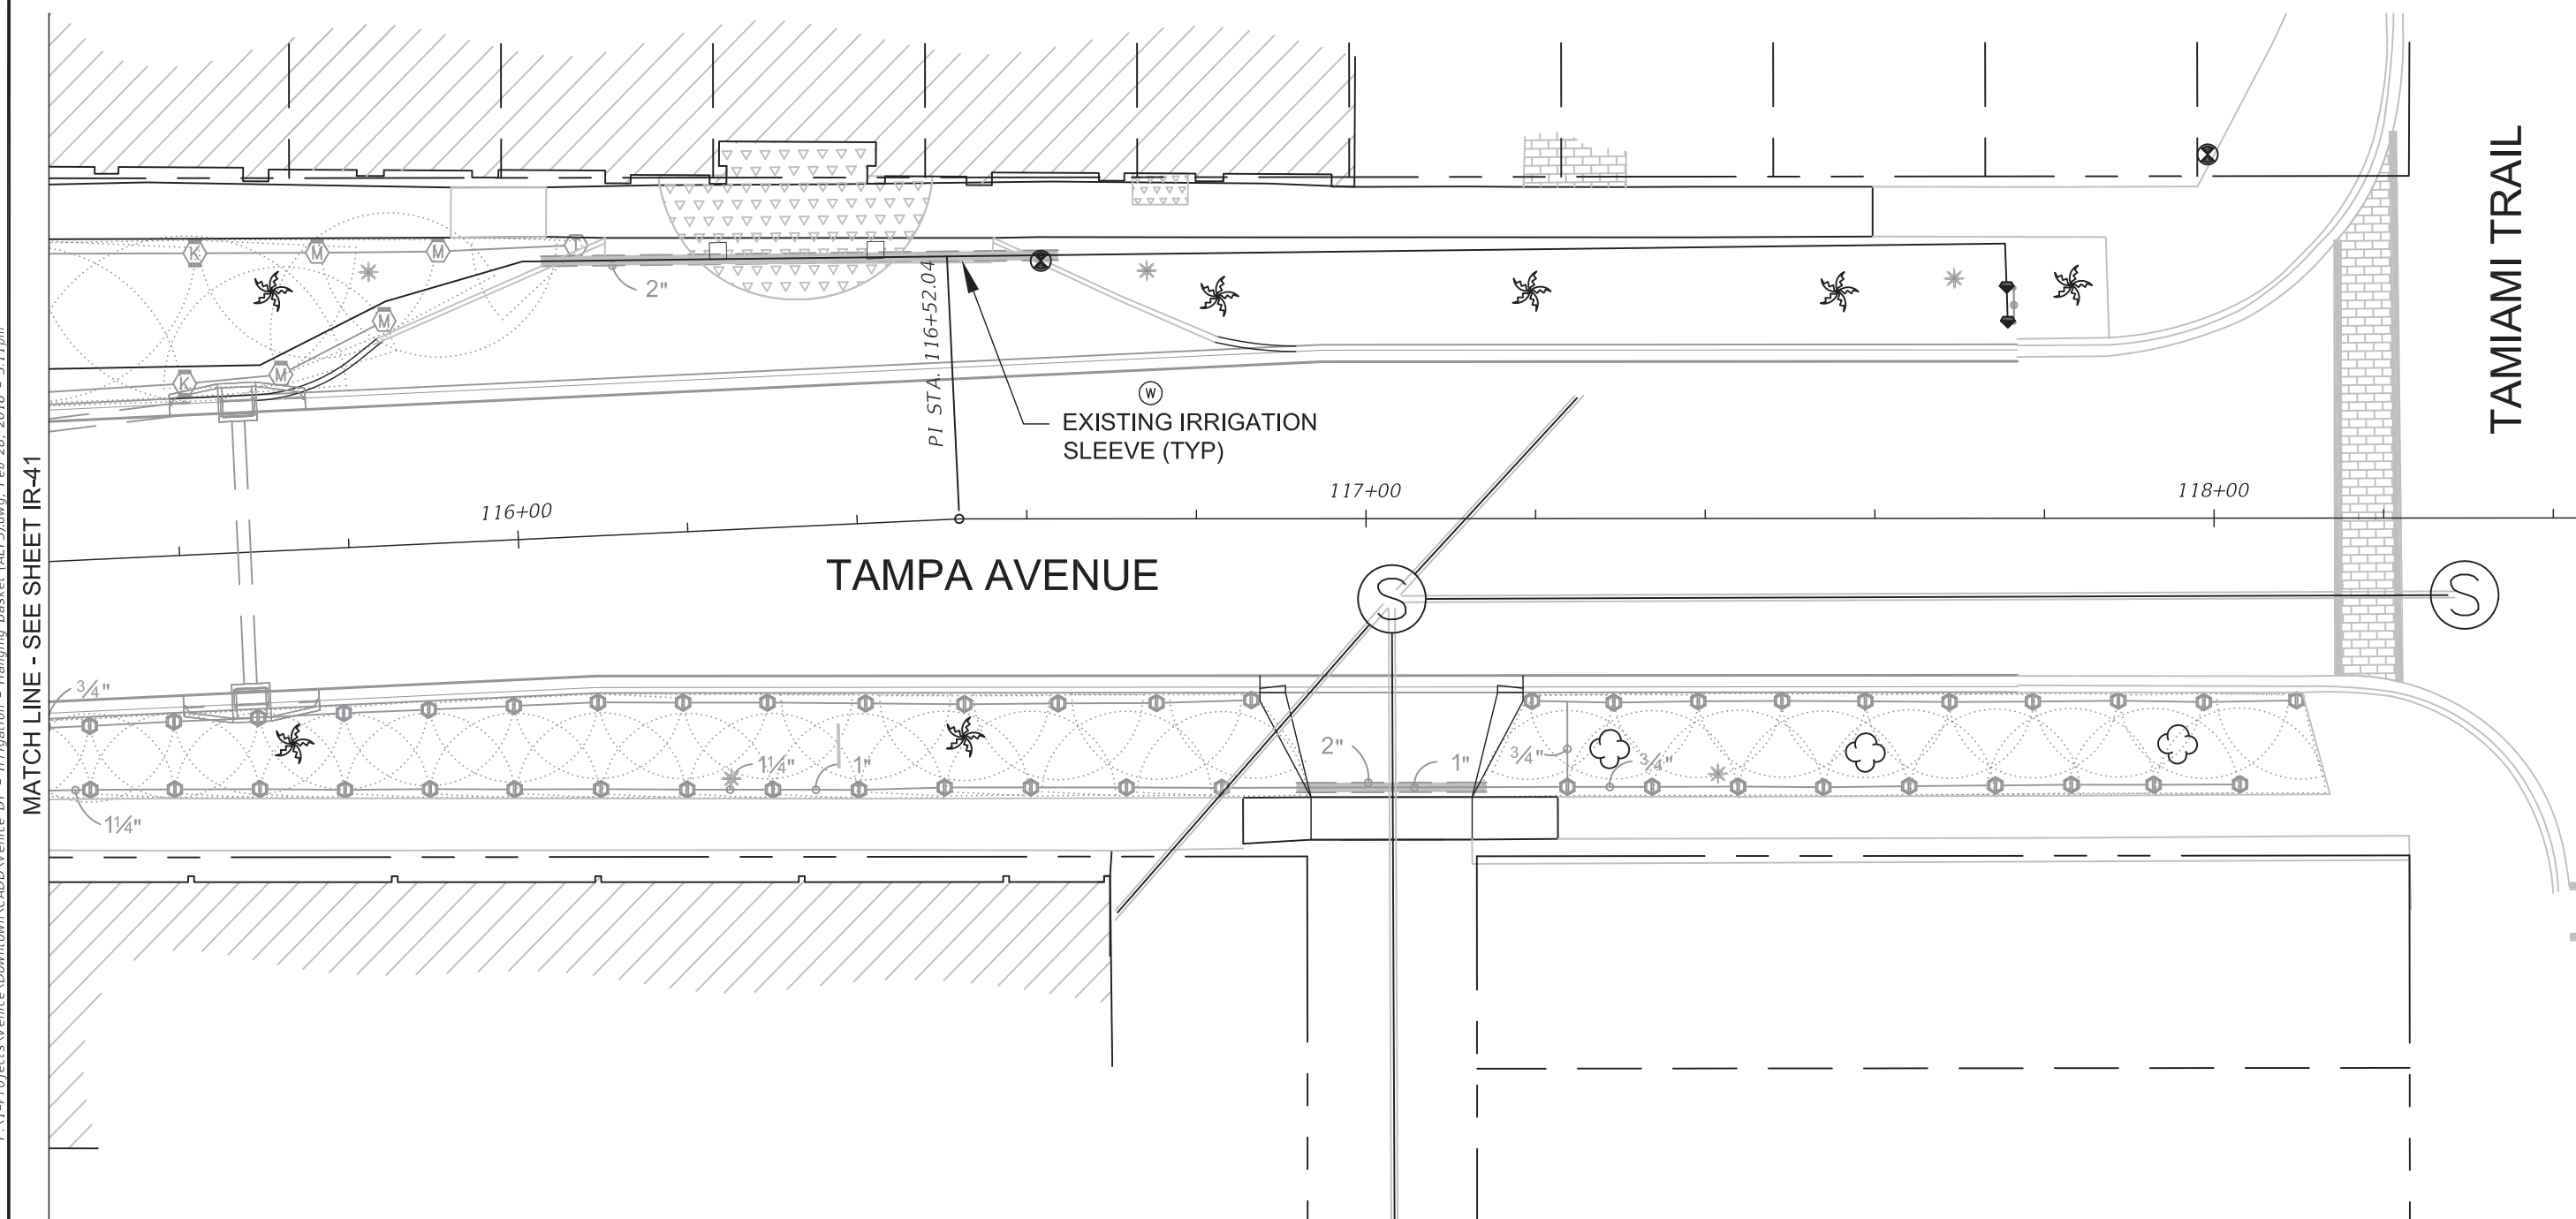 TAMIAMI TRAIL
K
M
M
T
2"
M
PI STA. 116+52.04
K
M
W
EXISTING IRRIGATION
SLEEVE (TYP)
MATCH LINE - SEE SHEET IR-41
116+00
117+00
118+00
TAMPA AVENUE
S
S
3/4"
1 1/4"
1"
2"
1"
3/4"
3/4"
1 1/4"